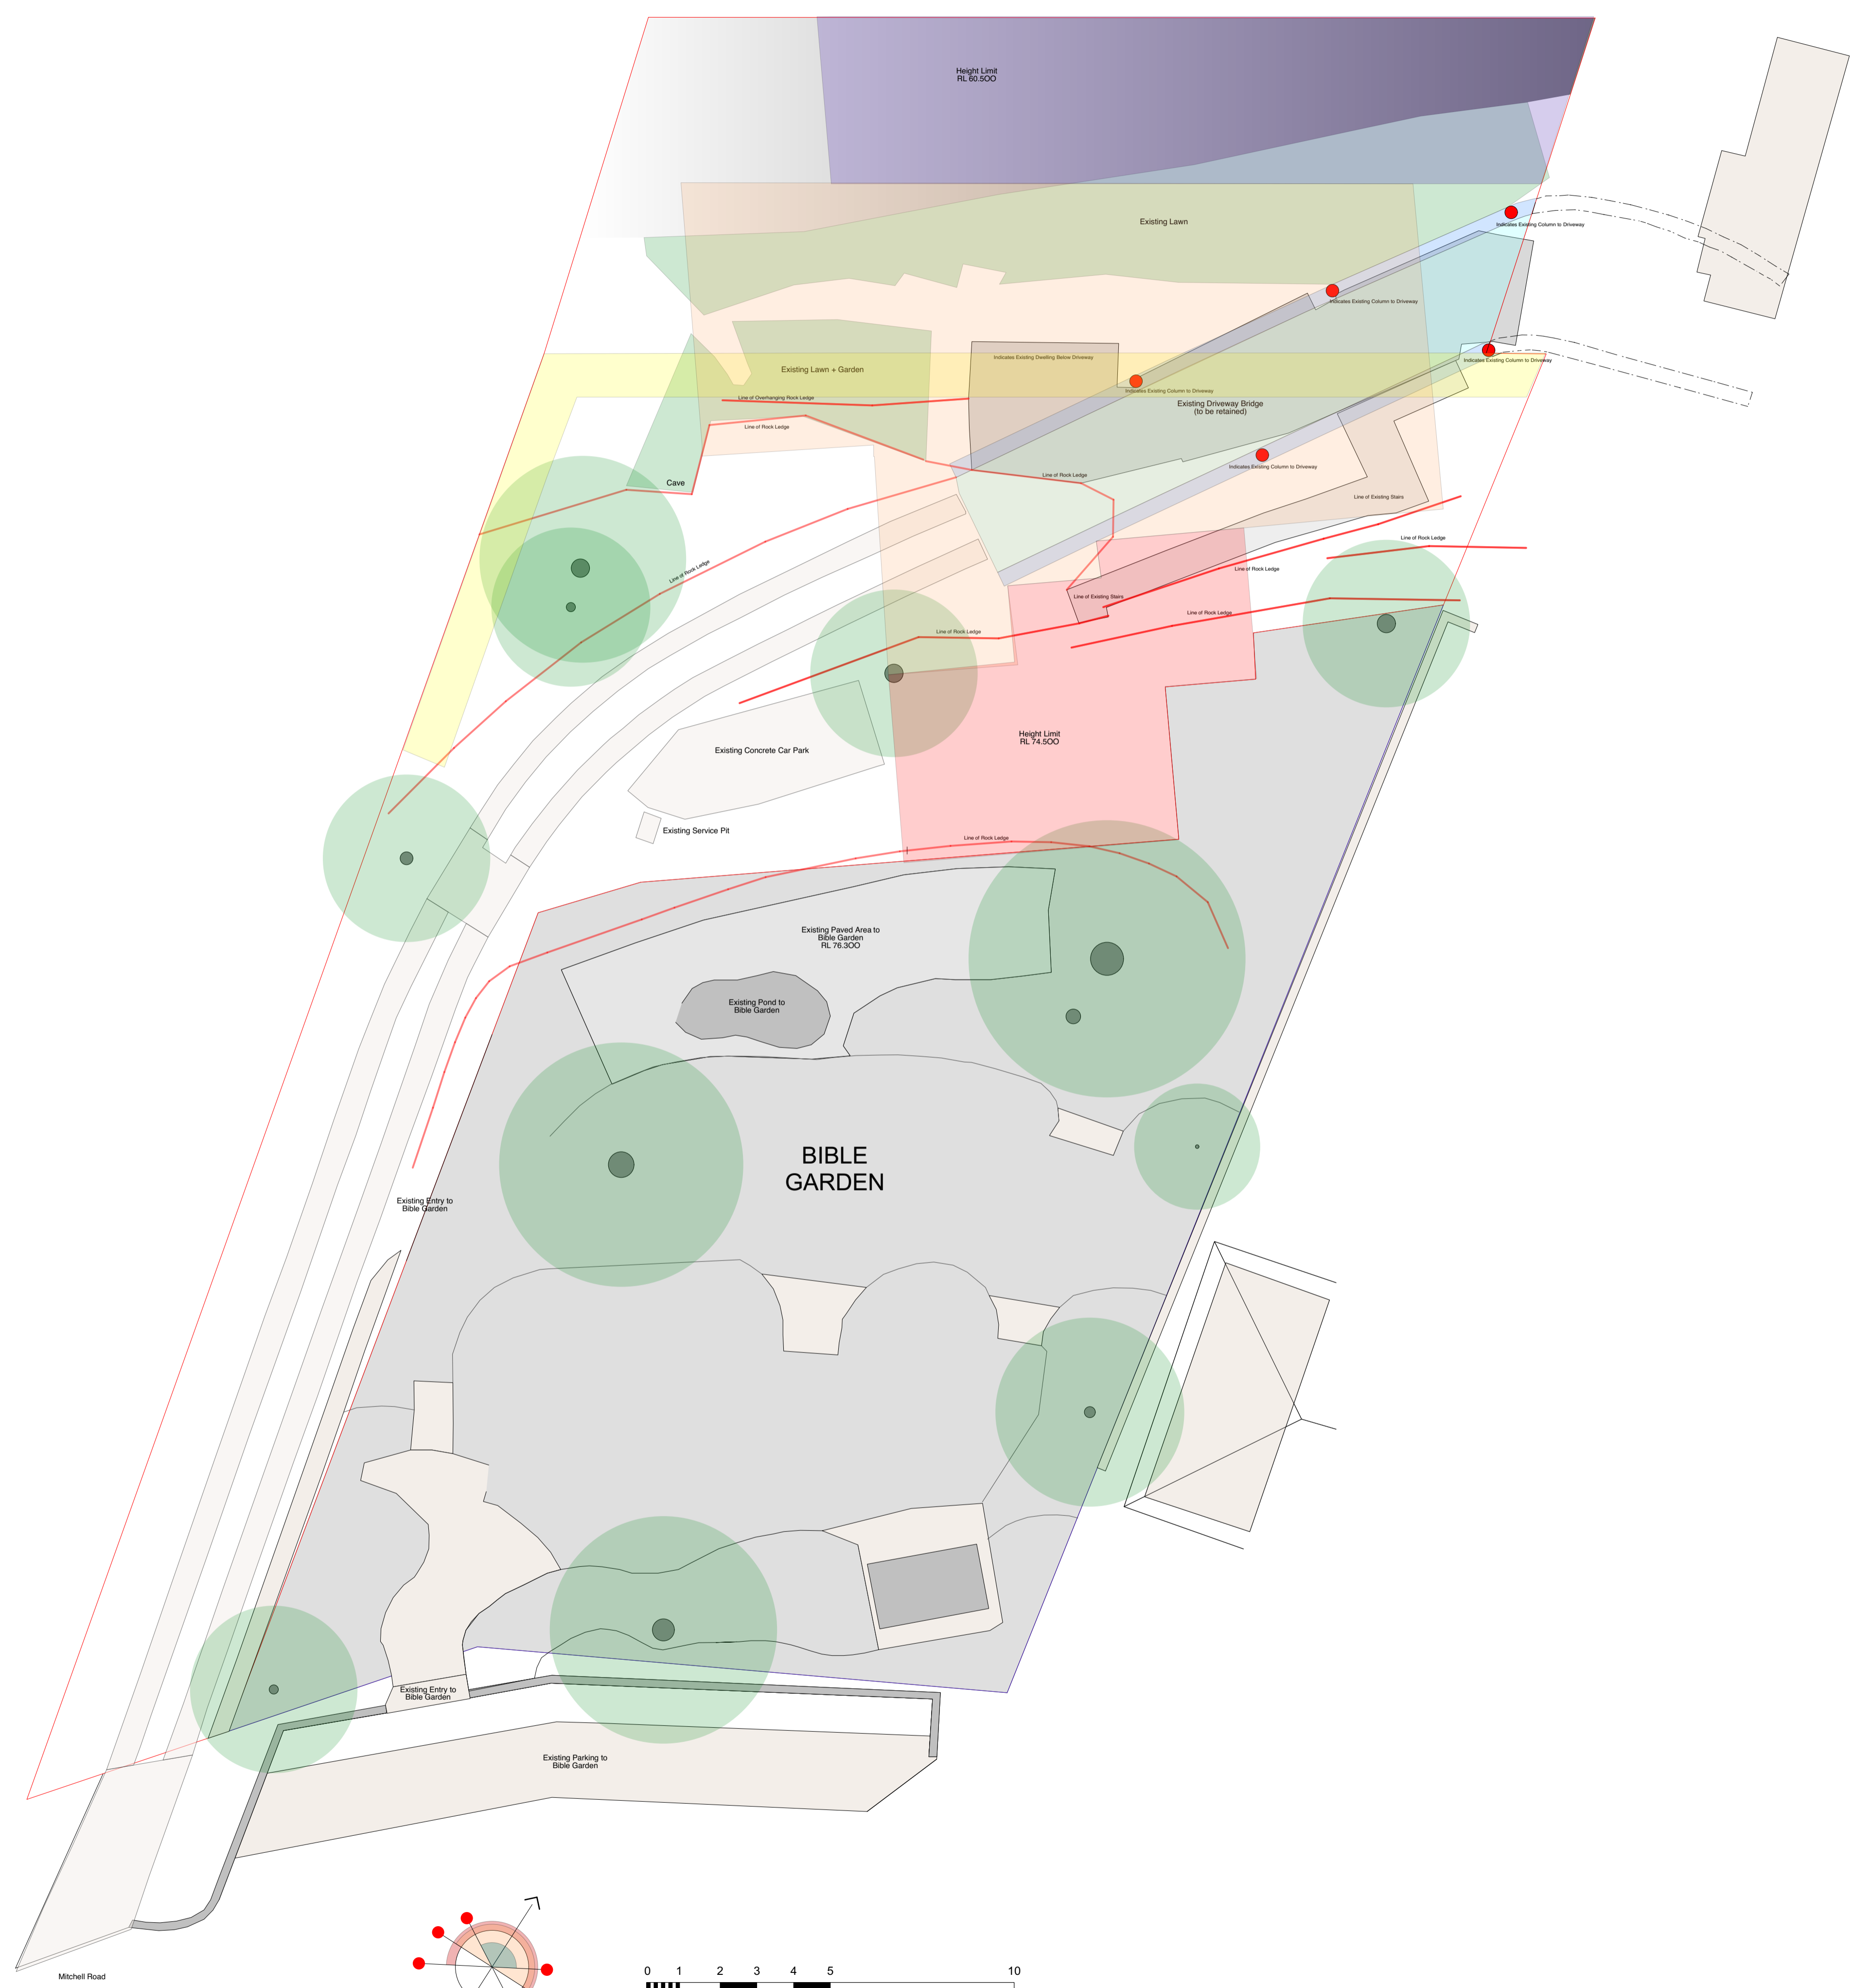 Height Limit
RL 60.5OO
Existing Lawn
Indicates Existing Column to Driveway
Indicates Existing Column to Driveway
Indicates Existing Dwelling Below Driveway
Indicates Existing Column to Driveway
Existing Lawn + Garden
Indicates Existing Column to Driveway
Line of Overhanging Rock Ledge
Existing Driveway Bridge
(to be retained)
Line of Rock Ledge
Indicates Existing Column to Driveway
Line of Rock Ledge
Cave
Line of Existing Stairs
Line of Rock Ledge
Line of Rock Ledge
Line of Rock Ledge
Line of Existing Stairs
Line of Rock Ledge
Line of Rock Ledge
Height Limit
RL 74.5OO
Existing Concrete Car Park
Existing Service Pit
Line of Rock Ledge
Existing Paved Area to
Bible Garden
RL 76.3OO
Existing Pond to
Bible Garden
BIBLE
GARDEN
Existing Entry to
Bible Garden
Existing Entry to
Bible Garden
Existing Parking to
Bible Garden
Mitchell Road
0 1 2 3 4 5 10